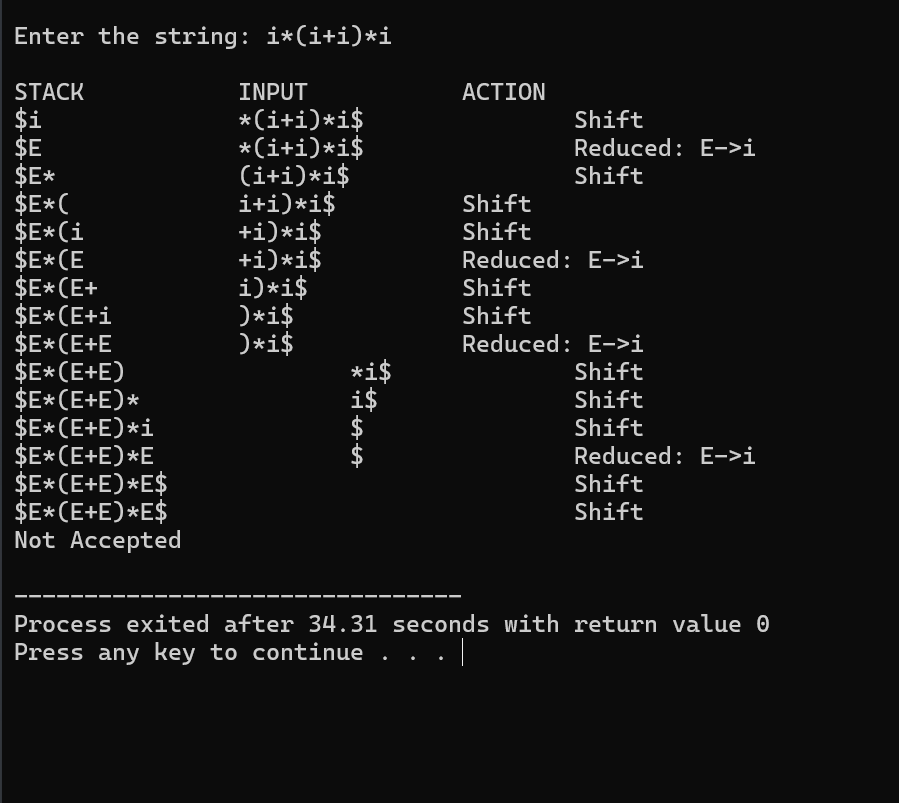 Enter the string: i*(i+i)*i
STACK INPUT ACTION
$i *(i+i)*i$ Shift
$E *(i+i)*i$ Reduced: E->i
$E* (i+i)*i$ Shift
$E*( i+i)*i$ Shift
$E*(i +i)*i$ Shift
$E*(E +i)*i$ Reduced: E->i
$E*(E+ i)*i$ Shift
$E*(E+i )*i$ Shift
$E*(E+E )*i$ Reduced: E->i
$E*(E+E) *i$ Shift
$E*(E+E)* i$ Shift
$E*(E+E)*i $ Shift
$E*(E+E)*E $ Reduced: E->i
$E*(E+E)*E$ Shift
$E*(E+E)*E$ Shift
Not Accepted
--------------------------------
Process exited after 34.31 seconds with return value 0
Press any key to continue . . .